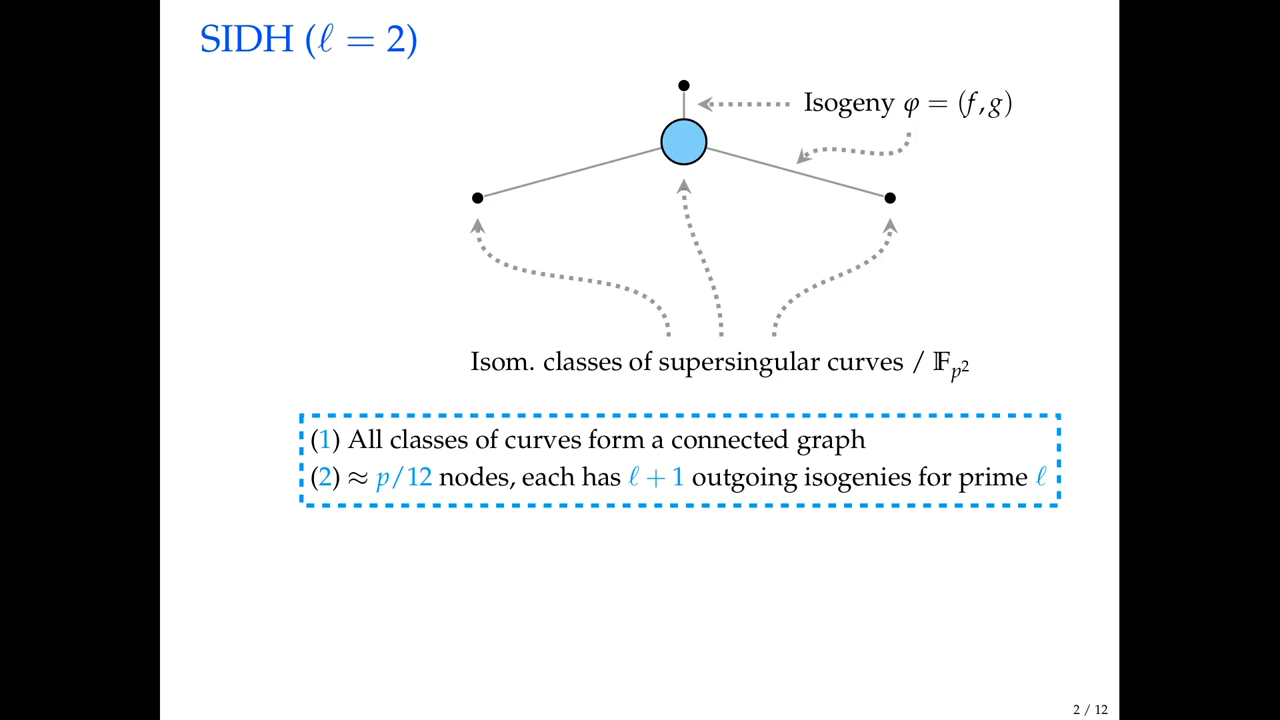 SIDH (ℓ = 2)
Isogeny φ = (f, g)
Isom. classes of supersingular curves / 𝔽_{p²}
(1) All classes of curves form a connected graph
(2) ≈ p/12 nodes, each has ℓ + 1 outgoing isogenies for prime ℓ
2 / 12